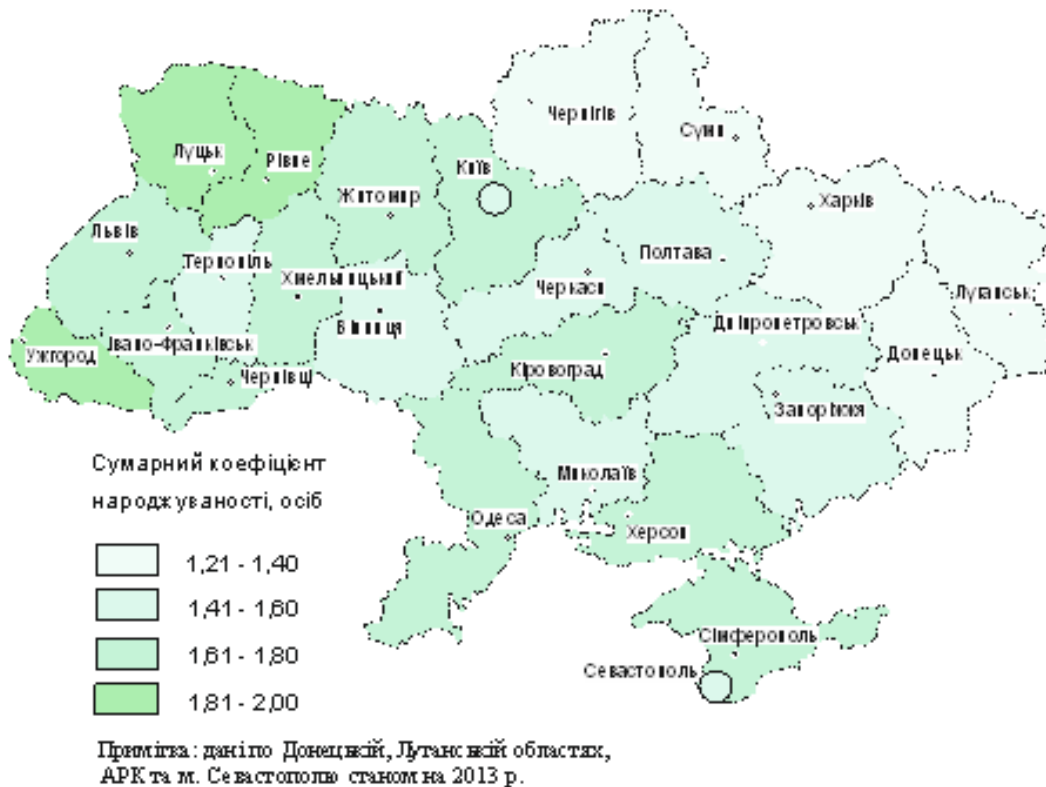 Чернігів
Суми
Луцьк
Рівне
Київ
Житомир
Харків
Львів
Полтава
Тернопіль
Хмельницький
Черкаси
Луганськ
Вінниця
Дніпропетровськ
Івано-Франківськ
Донецьк
Ужгород
Чернівці
Кіровоград
Запоріжжя
Миколаїв
Одеса
Херсон
Сімферополь
Севастополь
Сумарний коефіцієнт
народжуваності, осіб
1,21 - 1,40
1,41 - 1,60
1,61 - 1,80
1,81 - 2,00
Примітка: дані по Донецькій, Луганській областях,
АРК та м. Севастополю станом на 2013 р.